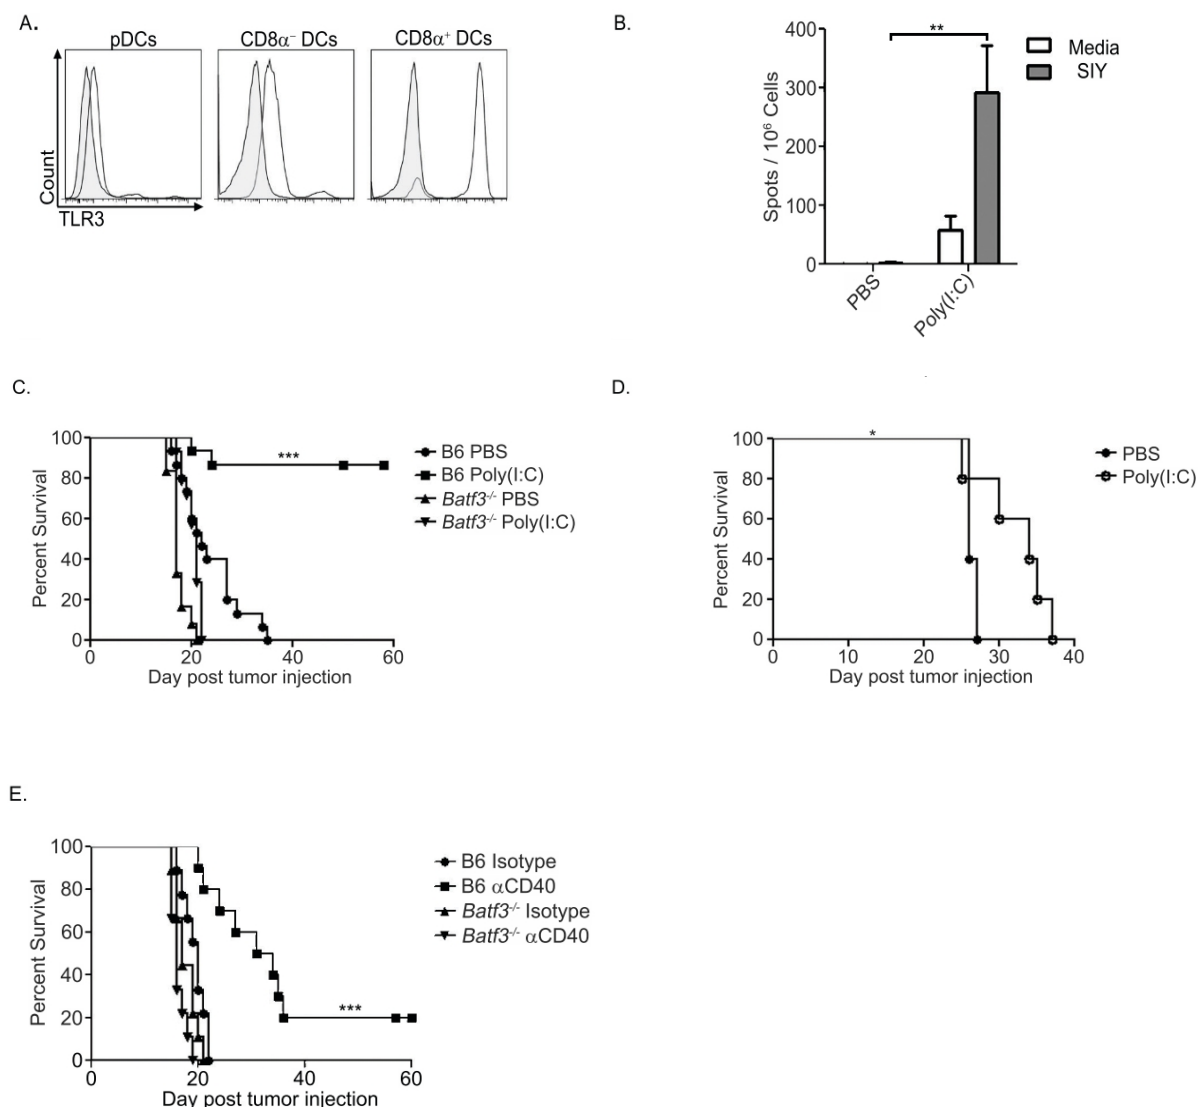 A.
pDCs
CD8α⁻ DCs
CD8α⁺ DCs
Count
TLR3
B.
400
300
200
100
0
Spots / 10⁶ Cells
**
Media
SIY
PBS
Poly(I:C)
C.
100
80
60
40
20
0
Percent Survival
***
0 20 40 60
Day post tumor injection
B6 PBS
B6 Poly(I:C)
Batf3⁻/⁻ PBS
Batf3⁻/⁻ Poly(I:C)
D.
100
80
60
40
20
0
Percent Survival
*
0 10 20 30 40
Day post tumor injection
PBS
Poly(I:C)
E.
100
80
60
40
20
0
Percent Survival
***
0 20 40 60
Day post tumor injection
B6 Isotype
B6 αCD40
Batf3⁻/⁻ Isotype
Batf3⁻/⁻ αCD40